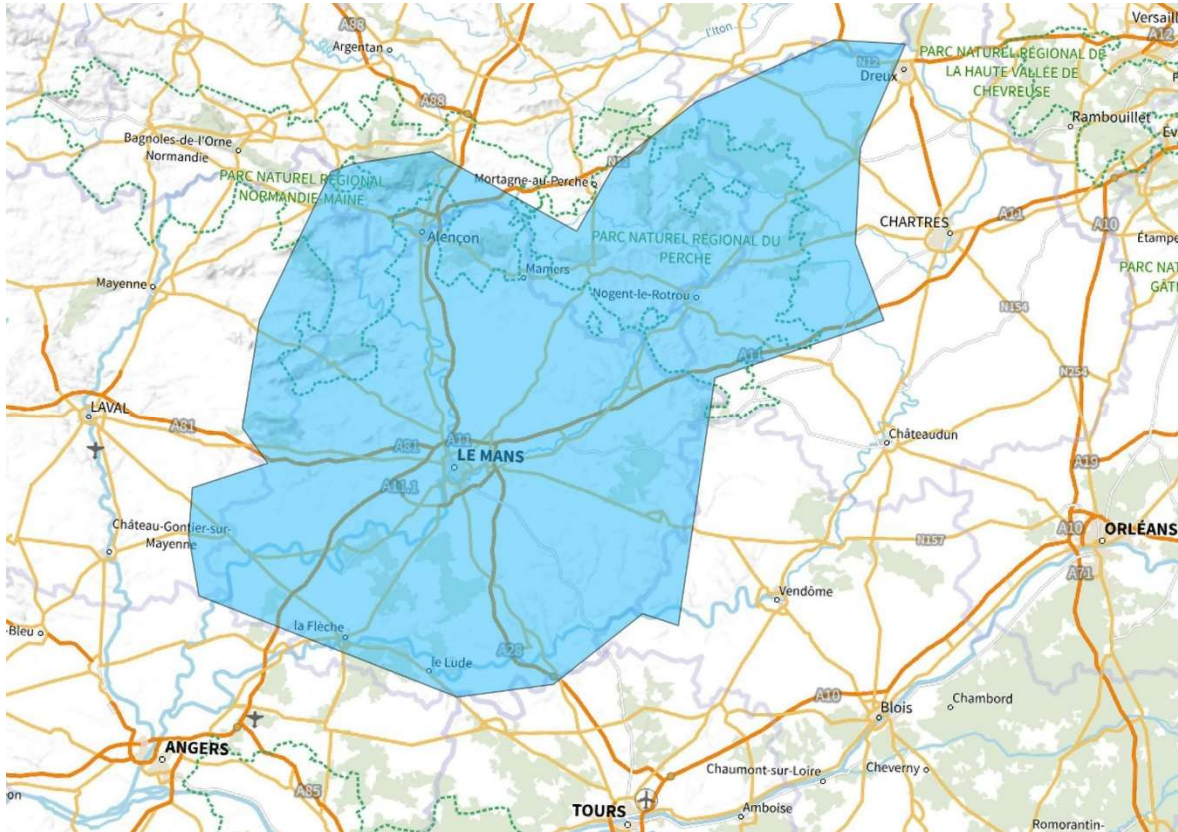 A88
Argentan
l'Iton
Versaill
A12
N12
PARC NATUREL RÉGIONAL DE
LA HAUTE VALLÉE DE
CHEVREUSE
Dreux
A88
Rambouillet
Bagnoles-de-l'Orne
Normandie
PARC NATUREL RÉGIONAL
NORMANDIE-MAINE
Mortagne-au-Perche
A11
A10
CHARTRES
Alençon
PARC NATUREL RÉGIONAL DU
PERCHE
Étampe
Mamers
Mayenne
Nogent-le-Rotrou
PARC NAT
GÂTI
N154
A11
N254
LAVAL
A81
A81
A11
Châteaudun
LE MANS
A19
A11.1
Château-Gontier-sur-
Mayenne
A10
ORLÉANS
N157
A71
Vendôme
-Bleu
la Flèche
le Lude
A28
A10
Chambord
Blois
ANGERS
Chaumont-sur-Loire
Cheverny
A85
TOURS
Amboise
Romorantin-